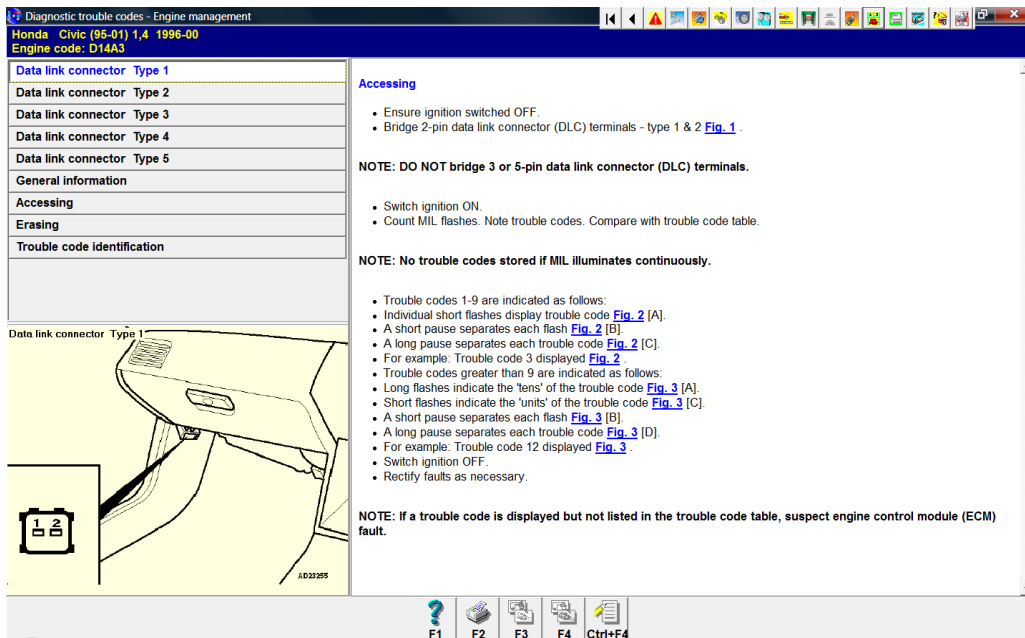 Diagnostic trouble codes - Engine management
Honda Civic (95-01) 1,4 1996-00
Engine code: D14A3
Data link connector Type 1
Data link connector Type 2
Data link connector Type 3
Data link connector Type 4
Data link connector Type 5
General information
Accessing
Erasing
Trouble code identification
Data link connector Type 1
1 2
AD23255
Accessing
• Ensure ignition switched OFF.
• Bridge 2-pin data link connector (DLC) terminals - type 1 & 2 Fig. 1 .
NOTE: DO NOT bridge 3 or 5-pin data link connector (DLC) terminals.
• Switch ignition ON.
• Count MIL flashes. Note trouble codes. Compare with trouble code table.
NOTE: No trouble codes stored if MIL illuminates continuously.
• Trouble codes 1-9 are indicated as follows:
• Individual short flashes display trouble code Fig. 2 [A].
• A short pause separates each flash Fig. 2 [B].
• A long pause separates each trouble code Fig. 2 [C].
• For example: Trouble code 3 displayed Fig. 2 .
• Trouble codes greater than 9 are indicated as follows:
• Long flashes indicate the 'tens' of the trouble code Fig. 3 [A].
• Short flashes indicate the 'units' of the trouble code Fig. 3 [C].
• A short pause separates each flash Fig. 3 [B].
• A long pause separates each trouble code Fig. 3 [D].
• For example: Trouble code 12 displayed Fig. 3 .
• Switch ignition OFF.
• Rectify faults as necessary.
NOTE: If a trouble code is displayed but not listed in the trouble code table, suspect engine control module (ECM)
fault.
F1 F2 F3 F4 Ctrl+F4